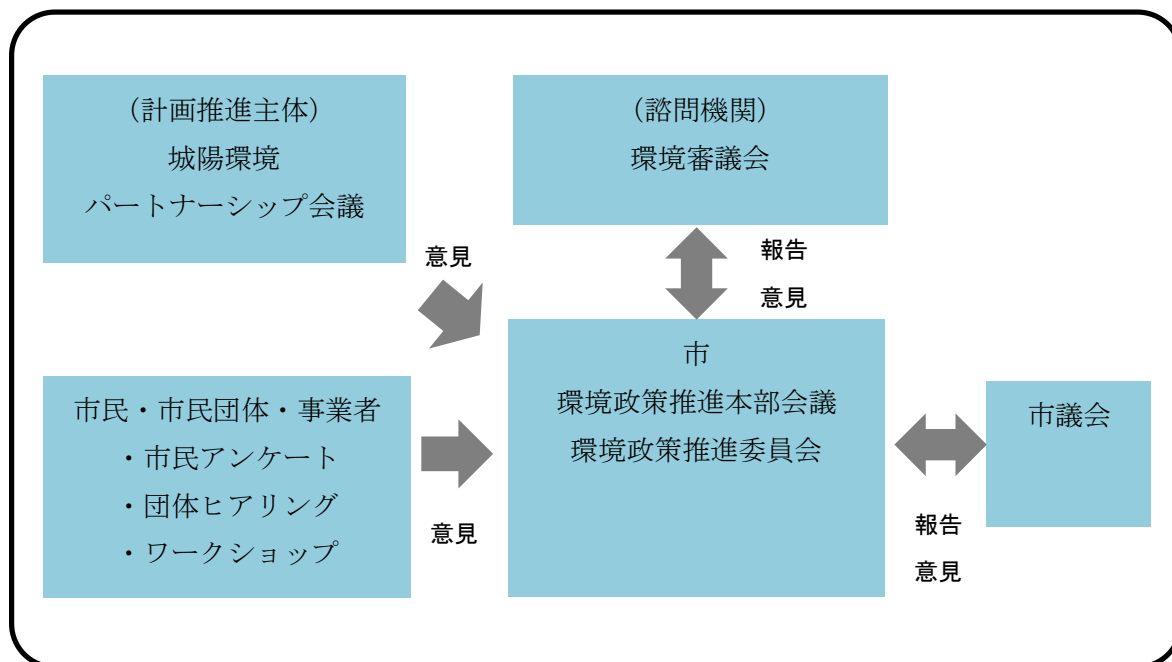 （計画推進主体）
城陽環境
パートナーシップ会議
（諮問機関）
環境審議会
意見
報告
意見
市
環境政策推進本部会議
環境政策推進委員会
市民・市民団体・事業者
・市民アンケート
・団体ヒアリング
・ワークショップ
意見
市議会
報告
意見